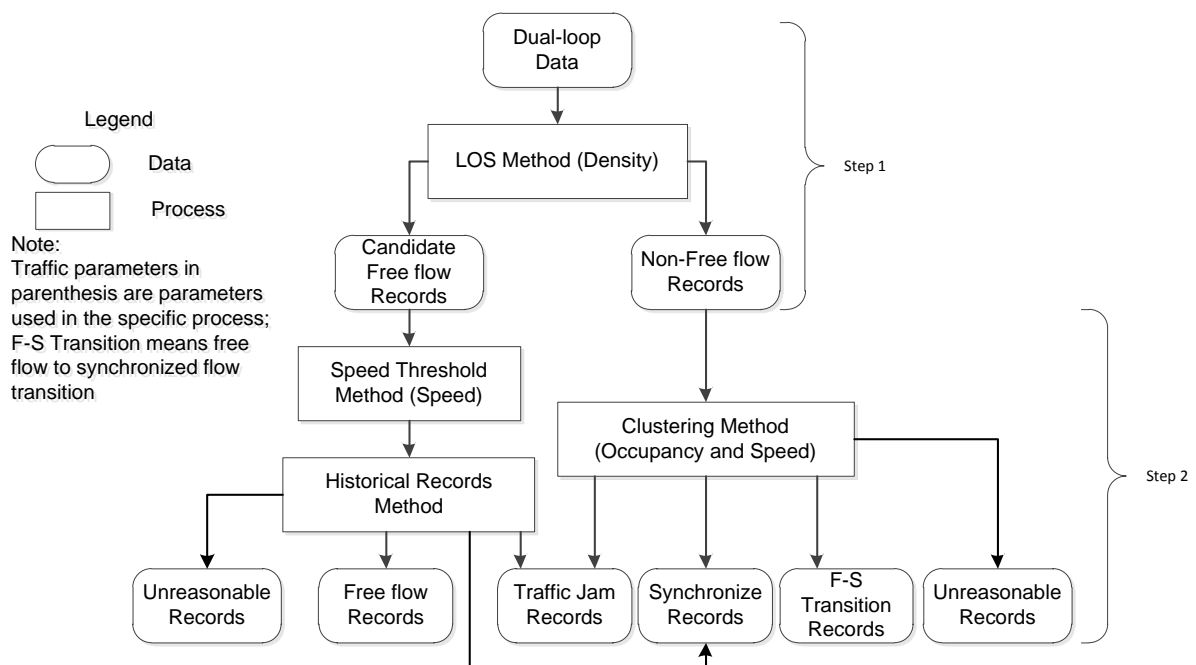 Dual-loop
Data
Legend
Data
Process
Note:
Traffic parameters in
parenthesis are parameters
used in the specific process;
F-S Transition means free
flow to synchronized flow
transition
LOS Method (Density)
Step 1
Candidate
Free flow
Records
Non-Free flow
Records
Speed Threshold
Method (Speed)
Clustering Method
(Occupancy and Speed)
Historical Records
Method
Step 2
Unreasonable
Records
Free flow
Records
Traffic Jam
Records
Synchronize
Records
F-S
Transition
Records
Unreasonable
Records